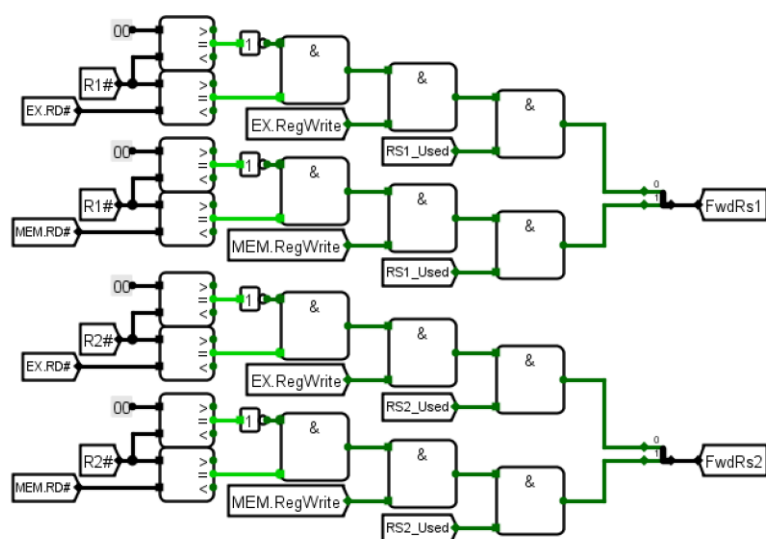 00 > = < 1 & & &
R1# > = <
EX.RD# EX.RegWrite RS1_Used
00 > = < 1 & & & 0 1 FwdRs1
R1# > = <
MEM.RD# MEM.RegWrite RS1_Used
00 > = < 1 & & &
R2# > = <
EX.RD# EX.RegWrite RS2_Used
00 > = < 1 & & & 0 1 FwdRs2
R2# > = <
MEM.RD# MEM.RegWrite RS2_Used